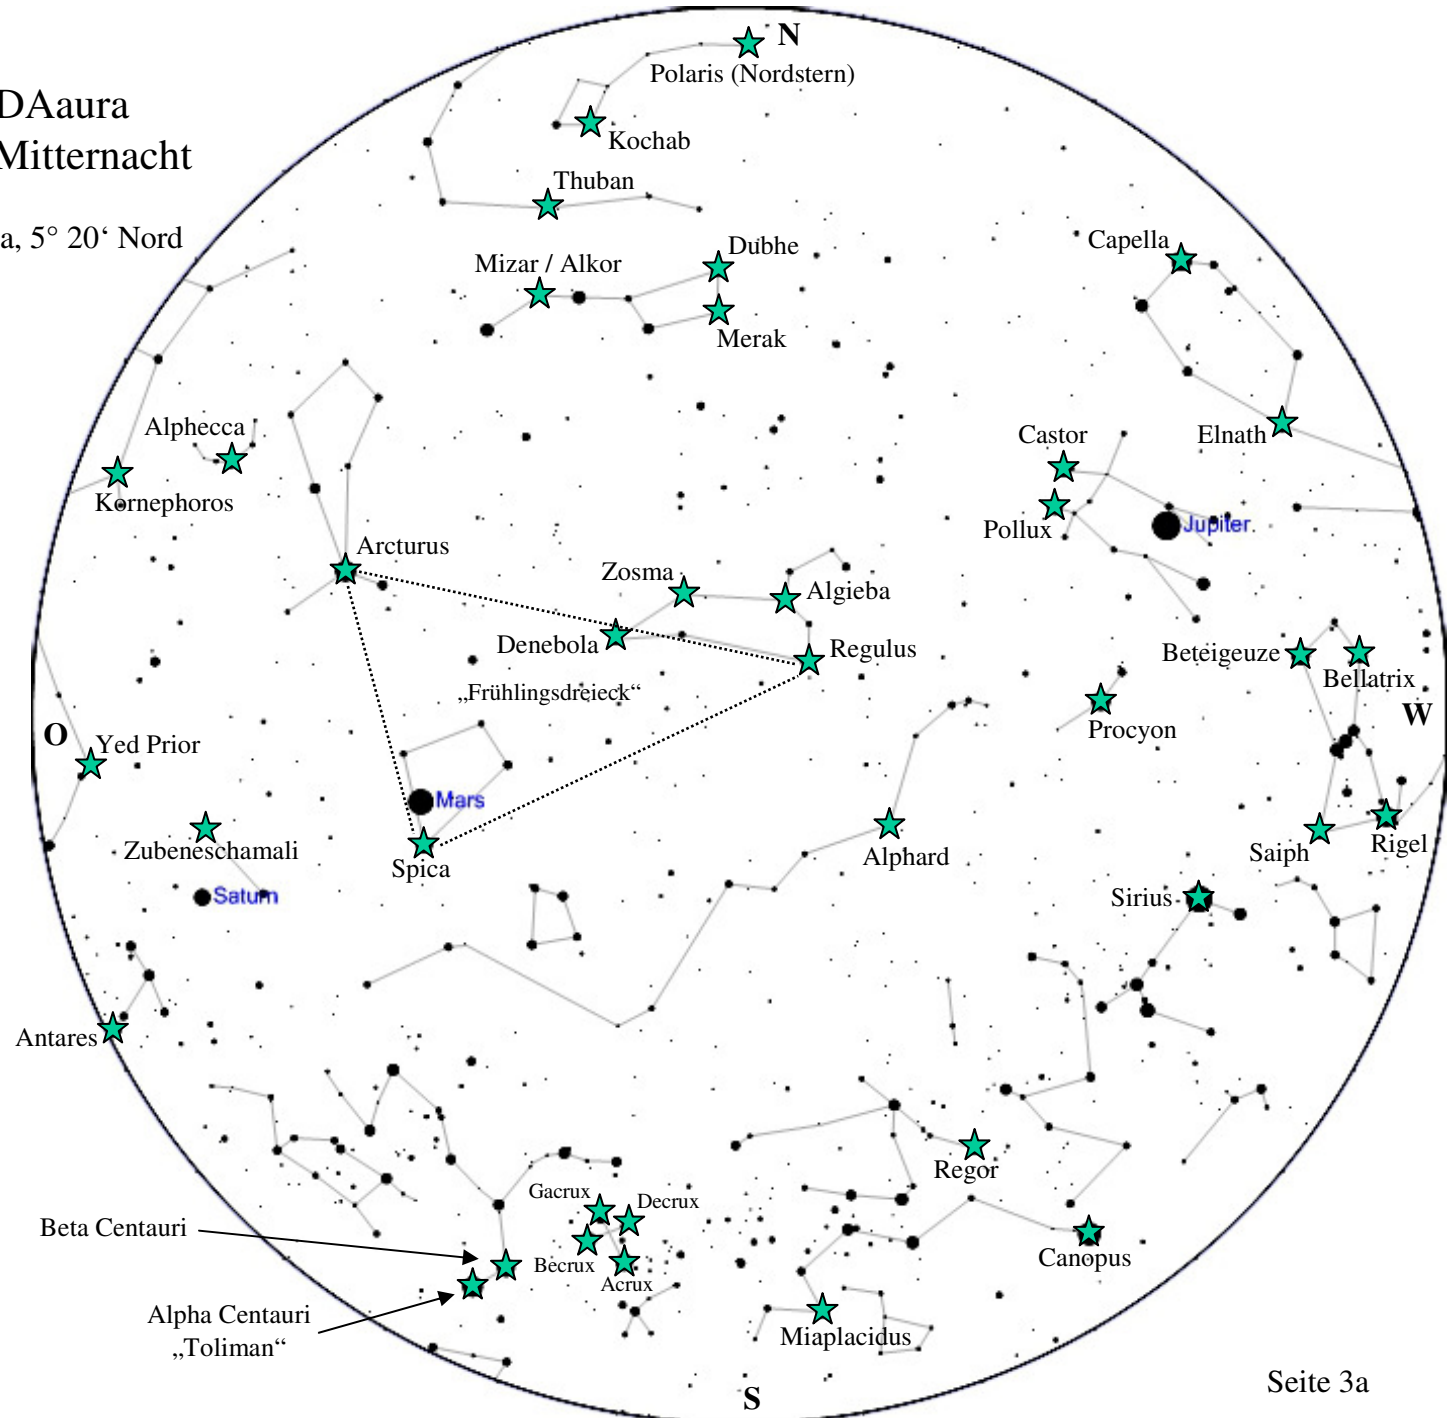 N
Polaris (Nordstern)
DAaura
Mitternacht
a, 5° 20‘ Nord
Kochab
Thuban
Capella
Dubhe
Mizar / Alkor
Merak
Alphecca
Castor
Elnath
Kornephoros
Pollux
Jupiter
Arcturus
Zosma
Algieba
Denebola
Regulus
Beteigeuze
Bellatrix
„Frühlingsdreieck“
W
O
Yed Prior
Procyon
Mars
Zubeneschamali
Spica
Alphard
Saiph
Rigel
Saturn
Sirius
Antares
Regor
Gacrux
Decrux
Beta Centauri
Becrux
Acrux
Canopus
Alpha Centauri
„Toliman“
Miaplacidus
Seite 3a
S